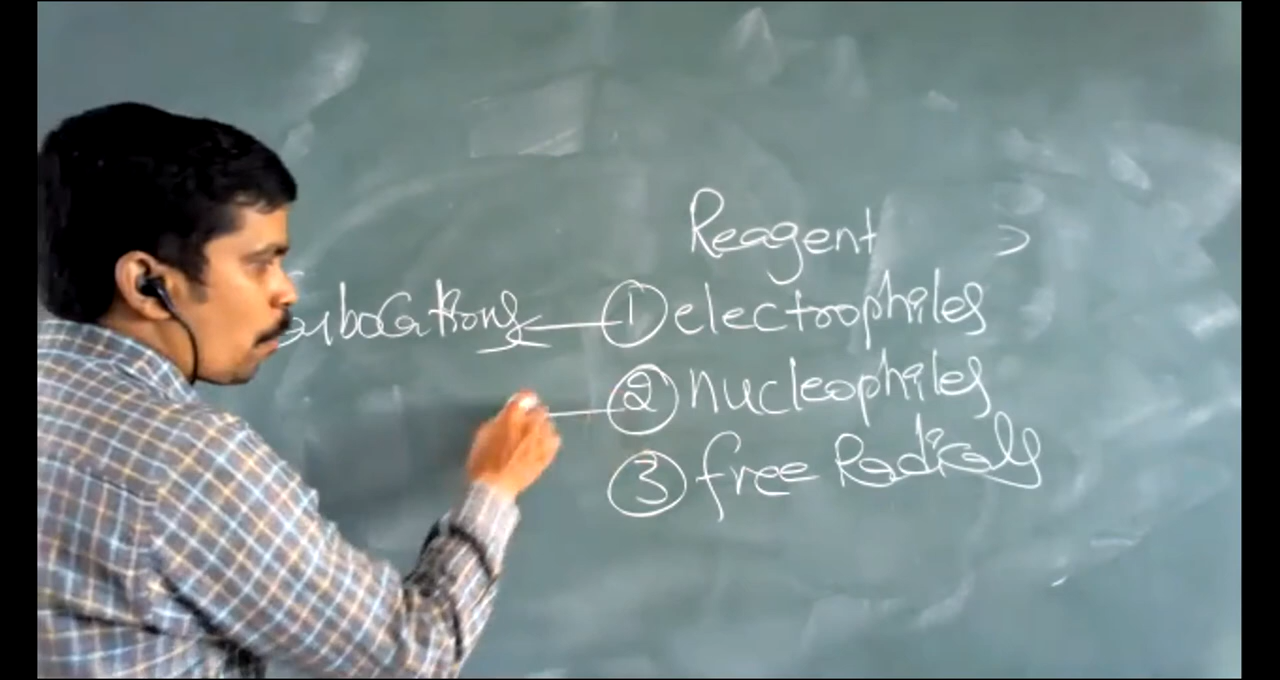 Reagent
Carbocations ① electrophiles
② nucleophiles
③ free Radicals